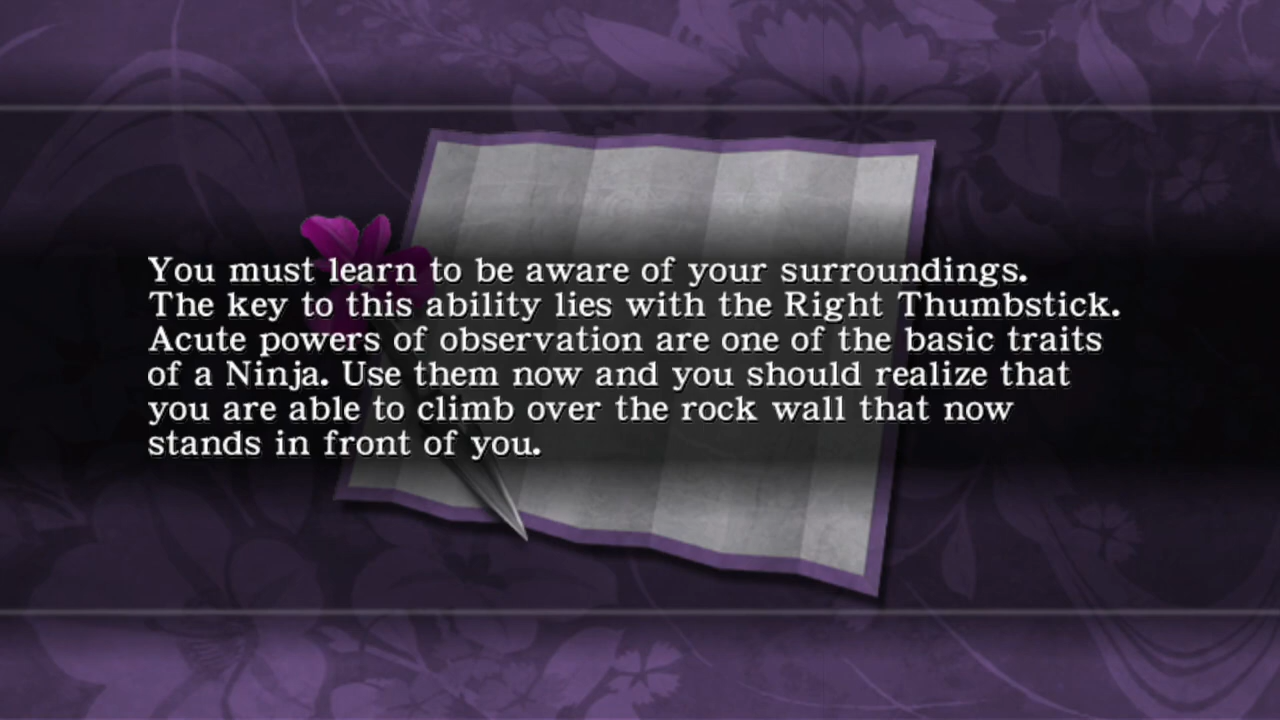 You must learn to be aware of your surroundings.
The key to this ability lies with the Right Thumbstick.
Acute powers of observation are one of the basic traits
of a Ninja. Use them now and you should realize that
you are able to climb over the rock wall that now
stands in front of you.